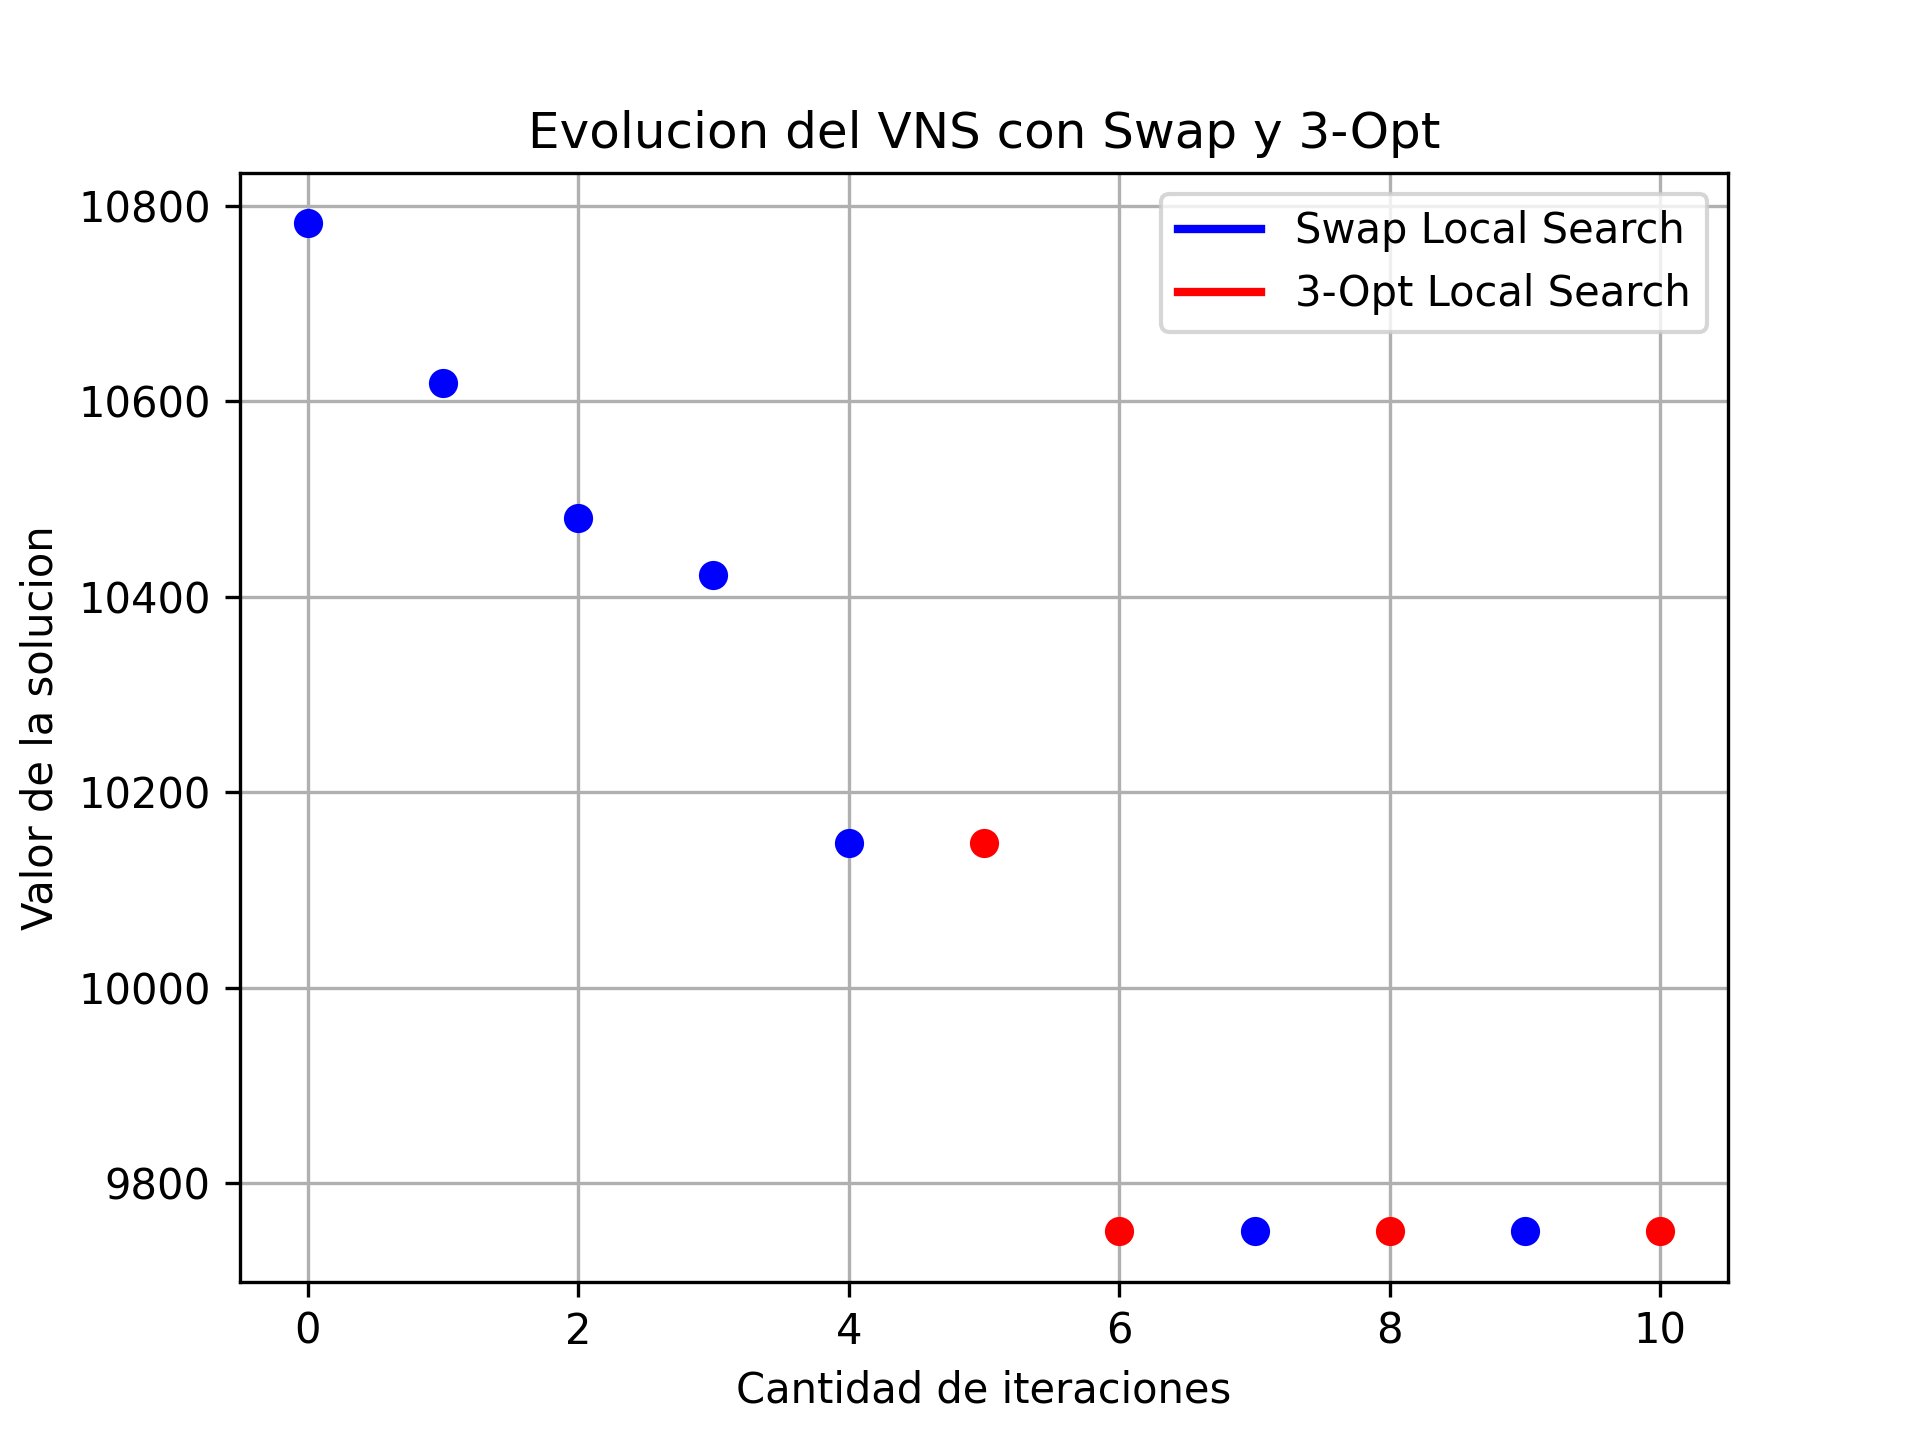 Evolucion del VNS con Swap y 3-Opt
Swap Local Search
3-Opt Local Search
Valor de la solucion
10800
10600
10400
10200
10000
9800
0 2 4 6 8 10
Cantidad de iteraciones